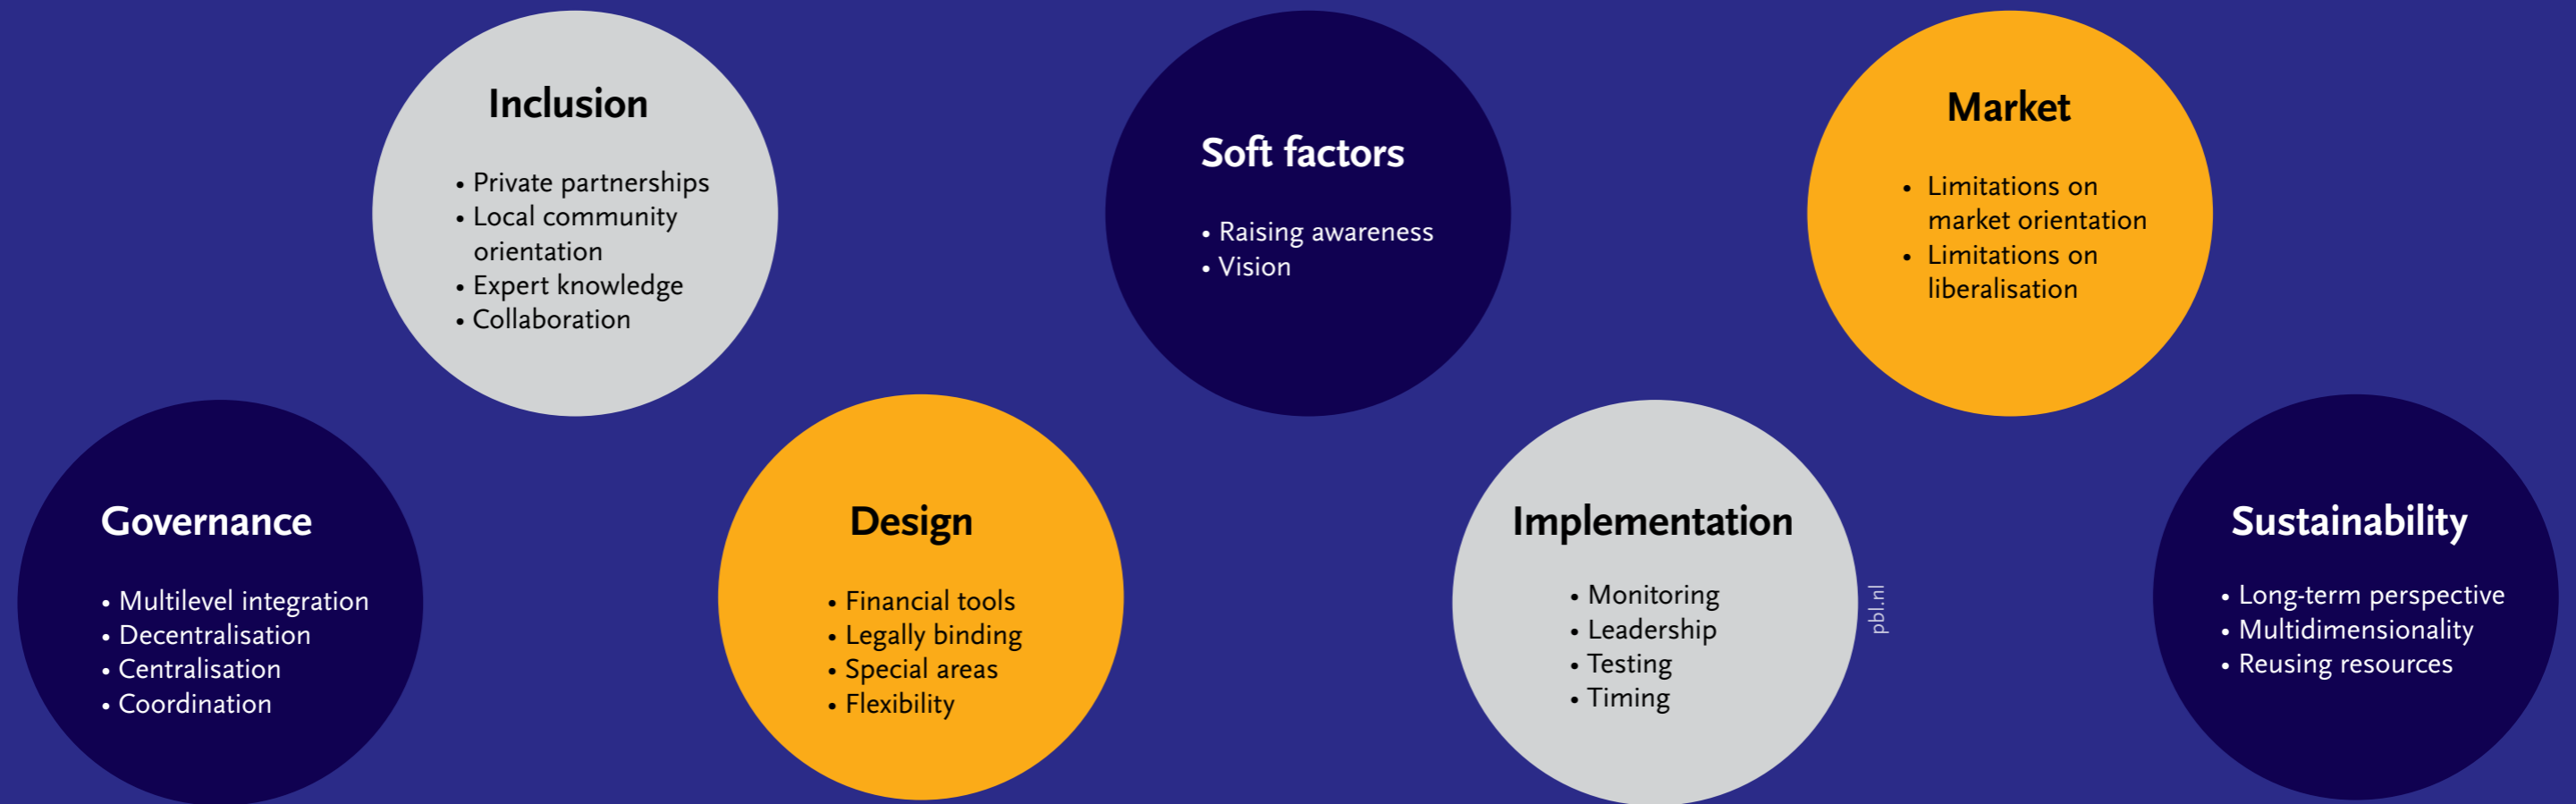 Inclusion
• Private partnerships
• Local community
orientation
• Expert knowledge
• Collaboration
Soft factors
• Raising awareness
• Vision
Market
• Limitations on
market orientation
• Limitations on
liberalisation
Governance
• Multilevel integration
• Decentralisation
• Centralisation
• Coordination
Design
• Financial tools
• Legally binding
• Special areas
• Flexibility
Implementation
• Monitoring
• Leadership
• Testing
• Timing
pbl.nl
Sustainability
• Long-term perspective
• Multidimensionality
• Reusing resources